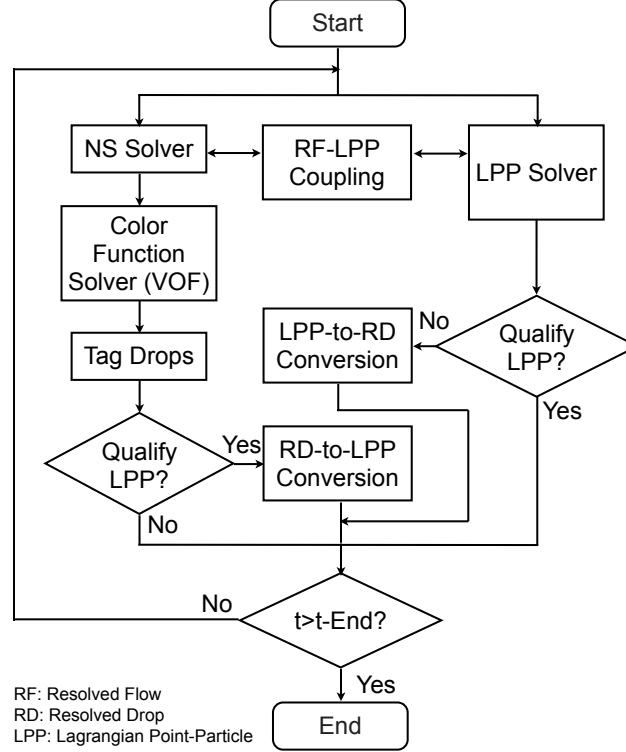 Start
NS Solver
RF-LPP
Coupling
LPP Solver
Color
Function
Solver (VOF)
LPP-to-RD
Conversion
No
Qualify
LPP?
Yes
Tag Drops
Qualify
LPP?
Yes
No
RD-to-LPP
Conversion
t>t-End?
No
Yes
End
RF: Resolved Flow
RD: Resolved Drop
LPP: Lagrangian Point-Particle